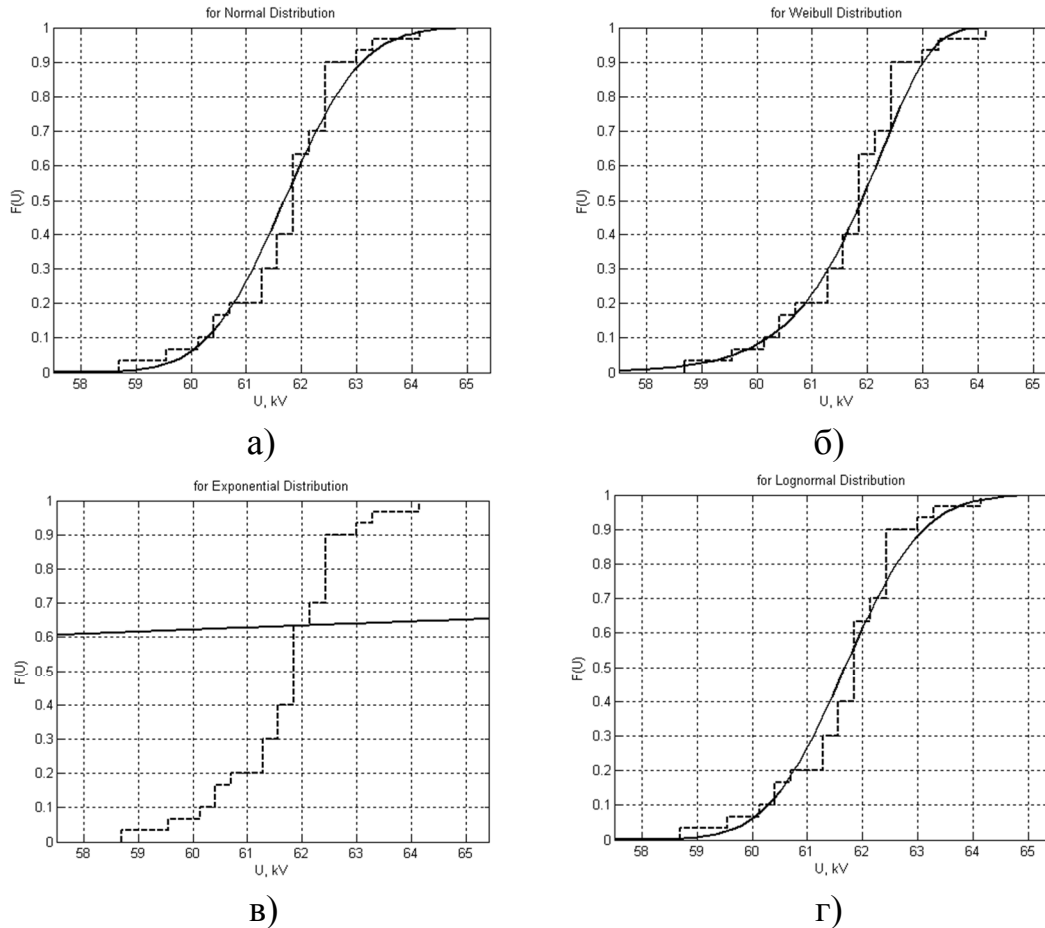 for Normal Distribution
1
0.9
0.8
0.7
0.6
0.5
0.4
0.3
0.2
0.1
0
F(U)
58 59 60 61 62 63 64 65
U, kV
а)
for Weibull Distribution
1
0.9
0.8
0.7
0.6
0.5
0.4
0.3
0.2
0.1
0
F(U)
58 59 60 61 62 63 64 65
U, kV
б)
for Exponential Distribution
1
0.9
0.8
0.7
0.6
0.5
0.4
0.3
0.2
0.1
0
F(U)
58 59 60 61 62 63 64 65
U, kV
в)
for Lognormal Distribution
1
0.9
0.8
0.7
0.6
0.5
0.4
0.3
0.2
0.1
0
F(U)
58 59 60 61 62 63 64 65
U, kV
г)